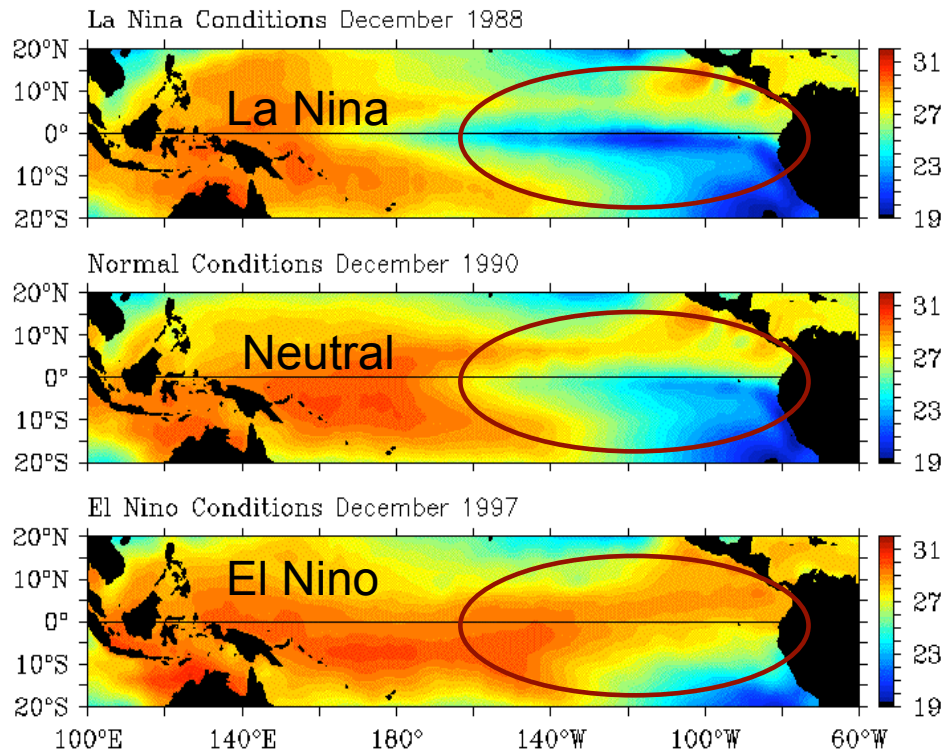 La Nina Conditions December 1988
20°N
10°N
0°
10°S
20°S
La Nina
31
27
23
19
Normal Conditions December 1990
20°N
10°N
0°
10°S
20°S
Neutral
31
27
23
19
El Nino Conditions December 1997
20°N
10°N
0°
10°S
20°S
El Nino
31
27
23
19
100°E 140°E 180° 140°W 100°W 60°W